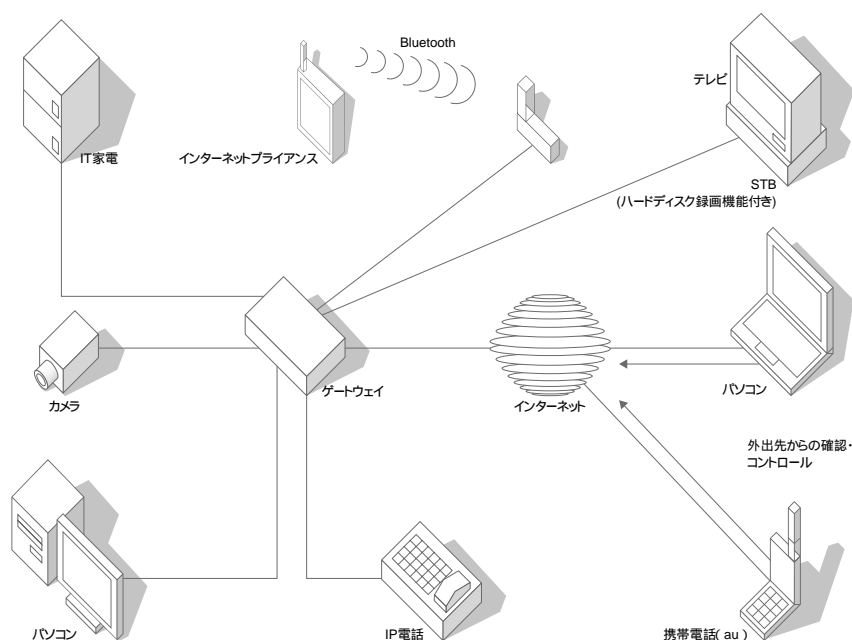 Bluetooth
テレビ
IT家電
インターネットプライアンス
STB
(ハードディスク録画機能付き)
カメラ
ゲートウェイ
インターネット
パソコン
外出先からの確認・
コントロール
パソコン
IP電話
携帯電話( au )